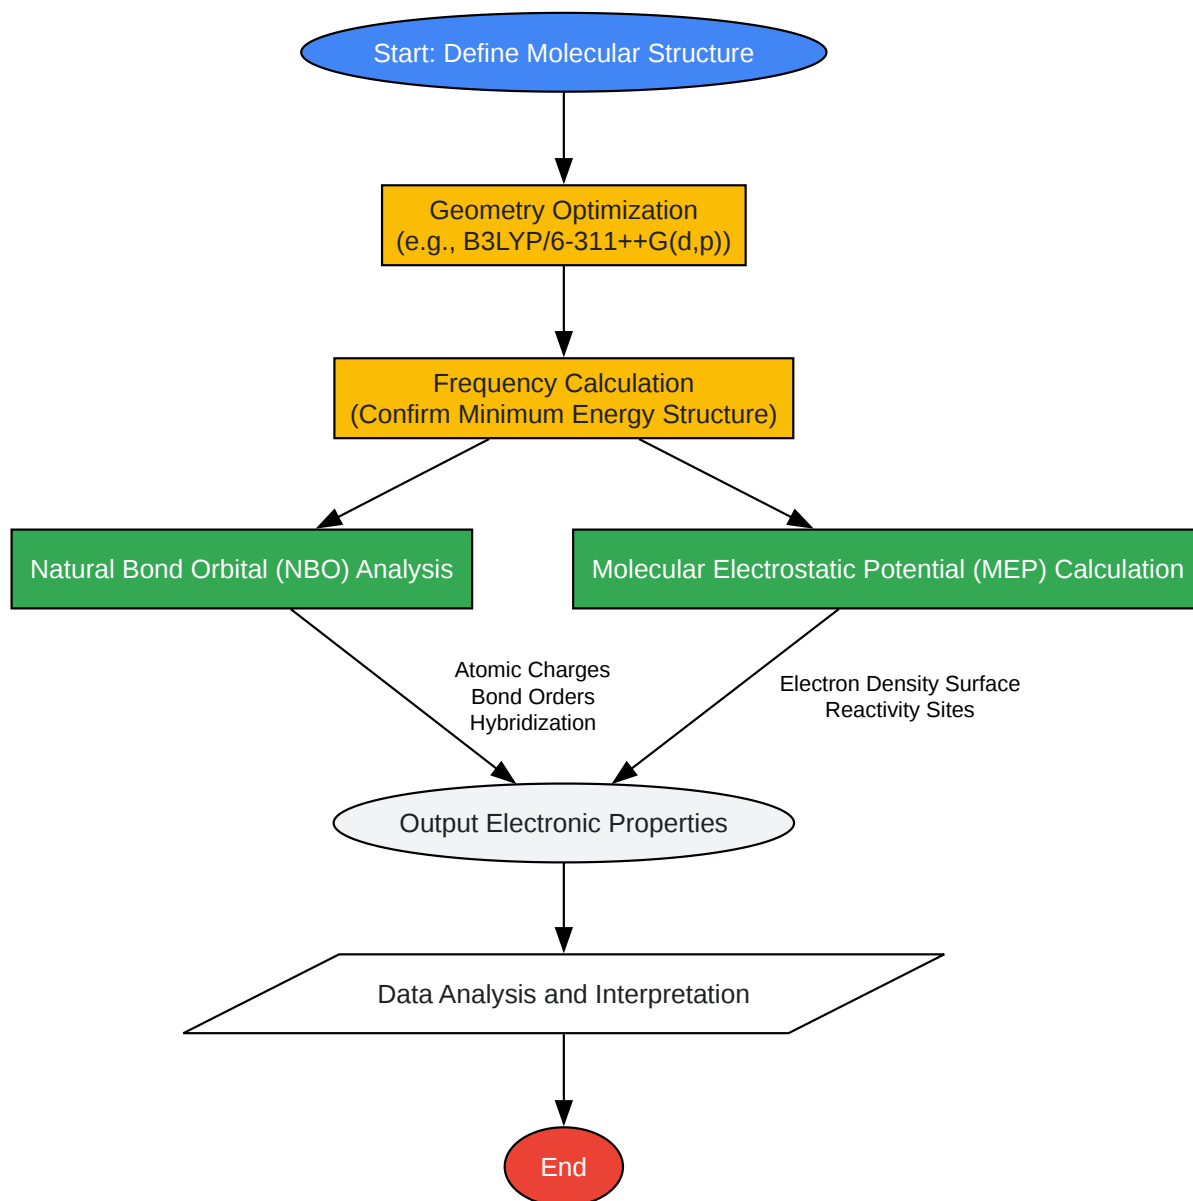 Start: Define Molecular Structure
Geometry Optimization
(e.g., B3LYP/6-311++G(d,p))
Frequency Calculation
(Confirm Minimum Energy Structure)
Natural Bond Orbital (NBO) Analysis
Molecular Electrostatic Potential (MEP) Calculation
Atomic Charges
Bond Orders
Hybridization
Electron Density Surface
Reactivity Sites
Output Electronic Properties
Data Analysis and Interpretation
End